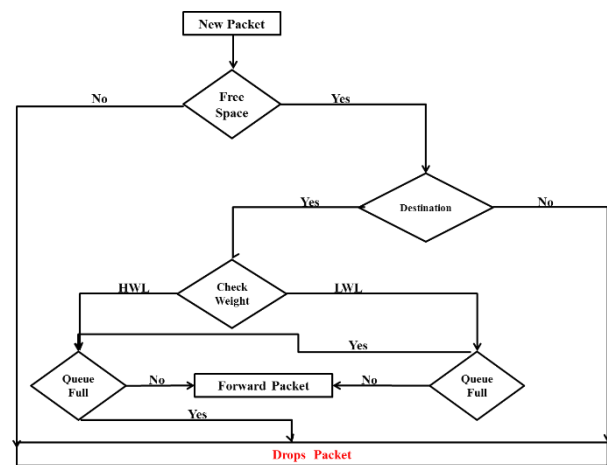 New Packet
No
Free
Space
Yes
Destination
Yes
No
Check
Weight
HWL
LWL
Yes
Queue
Full
No
Forward Packet
No
Queue
Full
Yes
Drops Packet